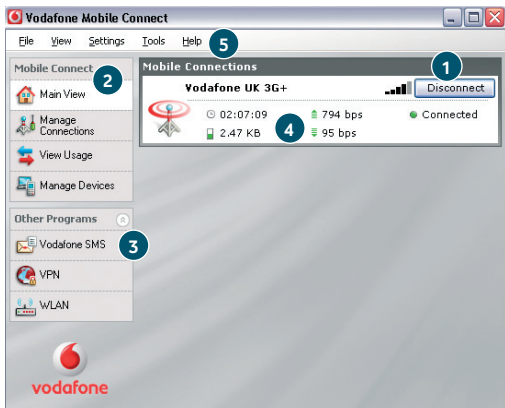 Vodafone Mobile Connect
File View Settings Tools Help 5
Mobile Connect 2
Main View
Manage
Connections
View Usage
Manage Devices
Other Programs
Vodafone SMS 3
VPN
WLAN
vodafone
Mobile Connections 1
Vodafone UK 3G+ Disconnect
02:07:09 794 bps Connected
2.47 KB 4 95 bps